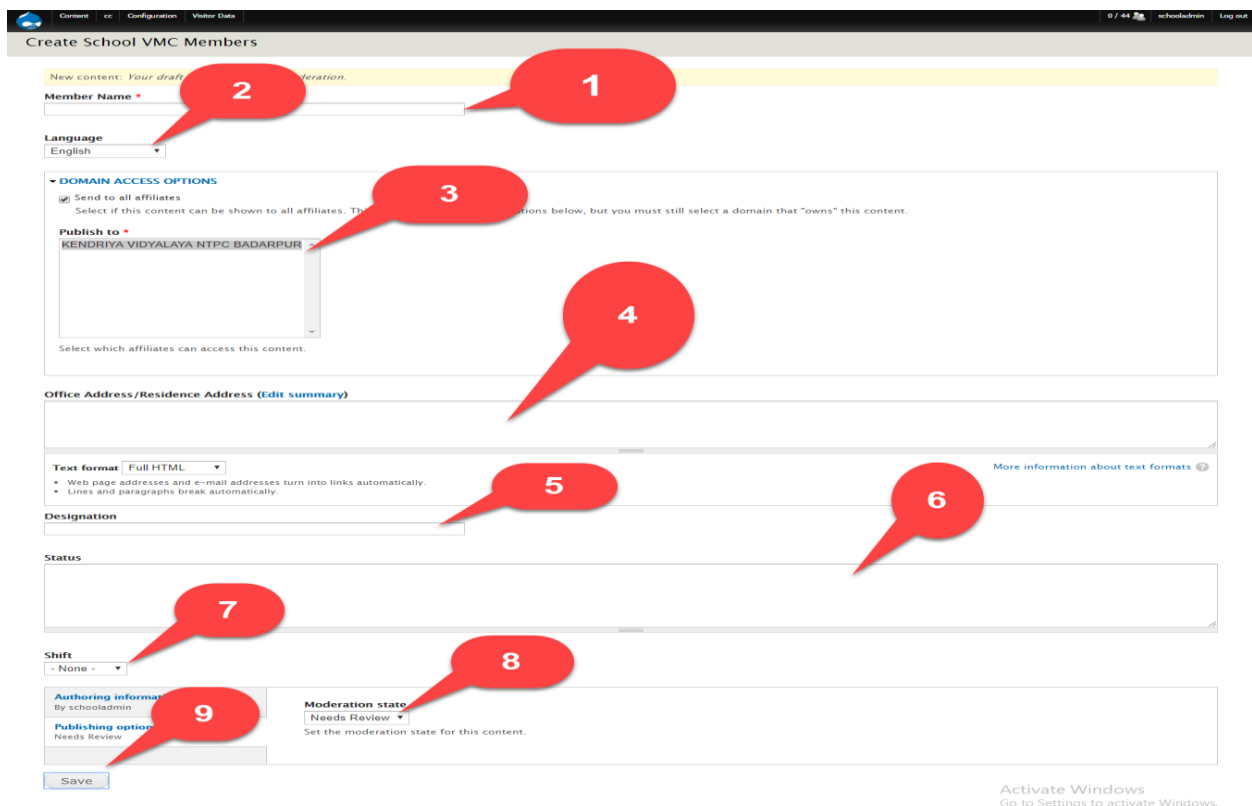 Content cc Configuration Visitor Data 0 / 44 schooladmin Log out
Create School VMC Members
New content: Your draft
1
2
Member Name *
Language
English
DOMAIN ACCESS OPTIONS
Send to all affiliates
3
Select if this content can be shown to all affiliates. below, but you must still select a domain that "owns" this content.
Publish to *
KENDRIYA VIDYALAYA NTPC BADARPUR
4
Select which affiliates can access this content.
Office Address/Residence Address (Edit summary)
Text format Full HTML More information about text formats ?
Web page addresses and e-mail addresses turn into links automatically.
Lines and paragraphs break automatically.
5
6
Designation
Status
7
Shift
- None -
8
Authoring
By schooladmin
Moderation state
9
Needs Review
Publishing
Needs Review
Set the moderation state for this content.
Save
Activate Windows
Go to Settings to activate Windows.